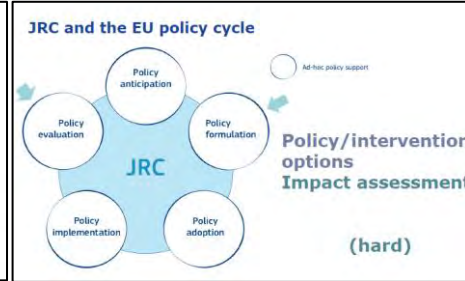 JRC and the EU policy cycle
Ad-hoc policy support
Policy
anticipation
Policy
evaluation
Policy
formulation
JRC
Policy/intervention
options
Impact assessment
Policy
implementation
Policy
adoption
(hard)